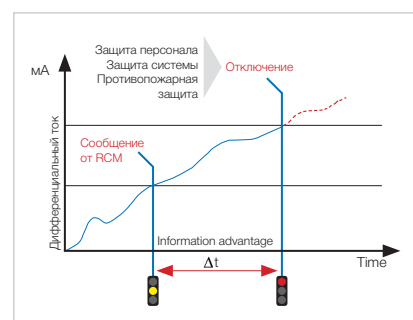 Защита персонала
Защита системы
Противопожарная
защита
Отключение
мА
Дифференциальный ток
Сообщение
от RCM
Information advantage
Δt
Time